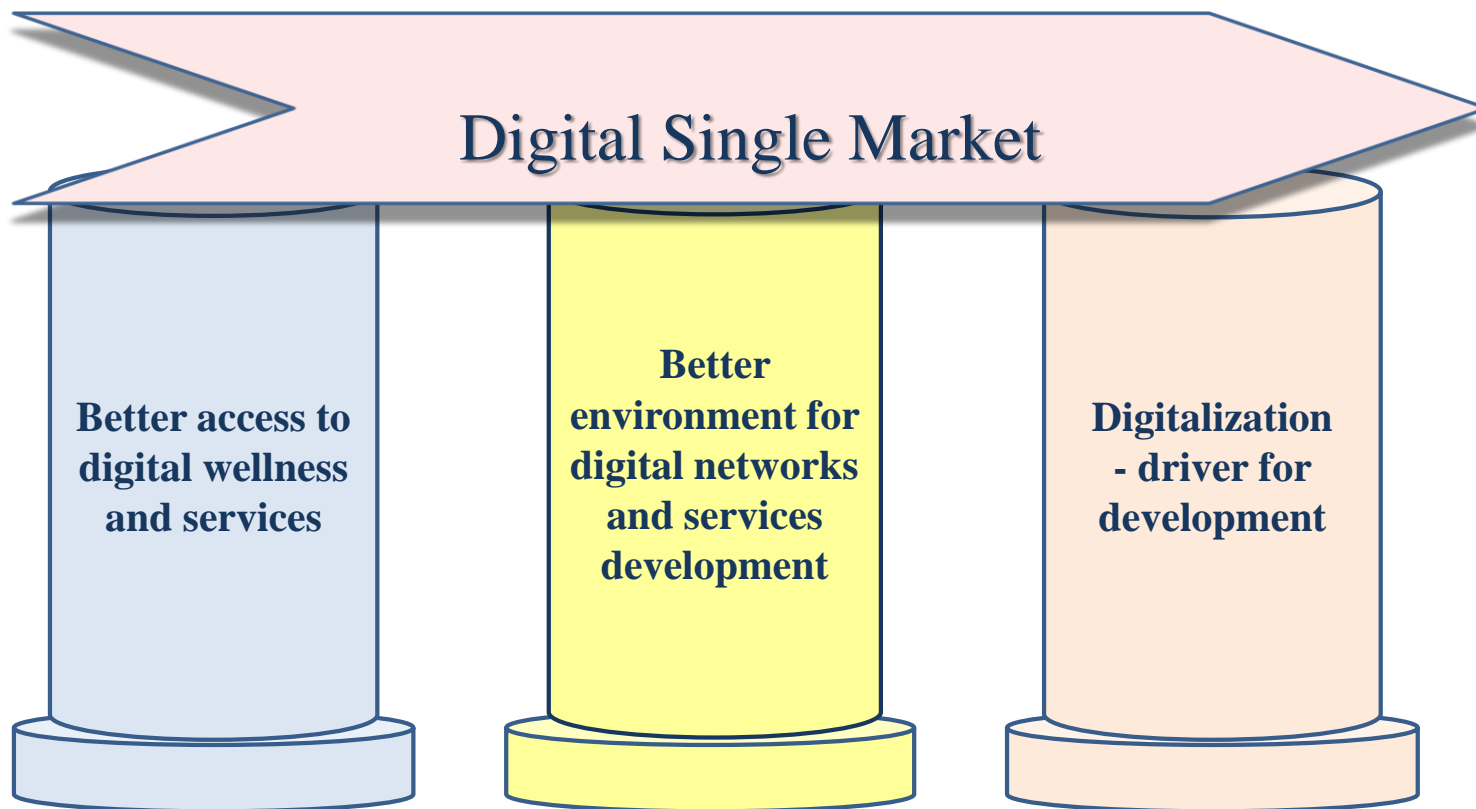 Digital Single Market
Better access to
digital wellness
and services
Better
environment for
digital networks
and services
development
Digitalization
- driver for
development